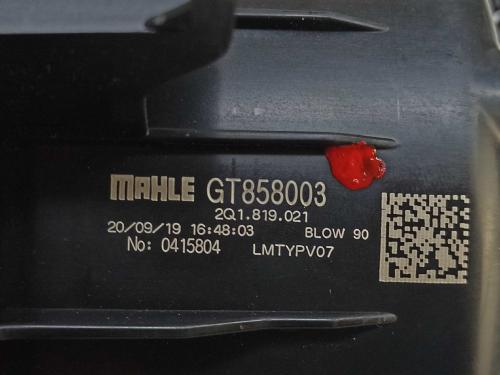 MAHLE GT858003
2Q1.819.021
20/09/19 16:48:03 BLOW 90
No: 0415804 LMTYPV07